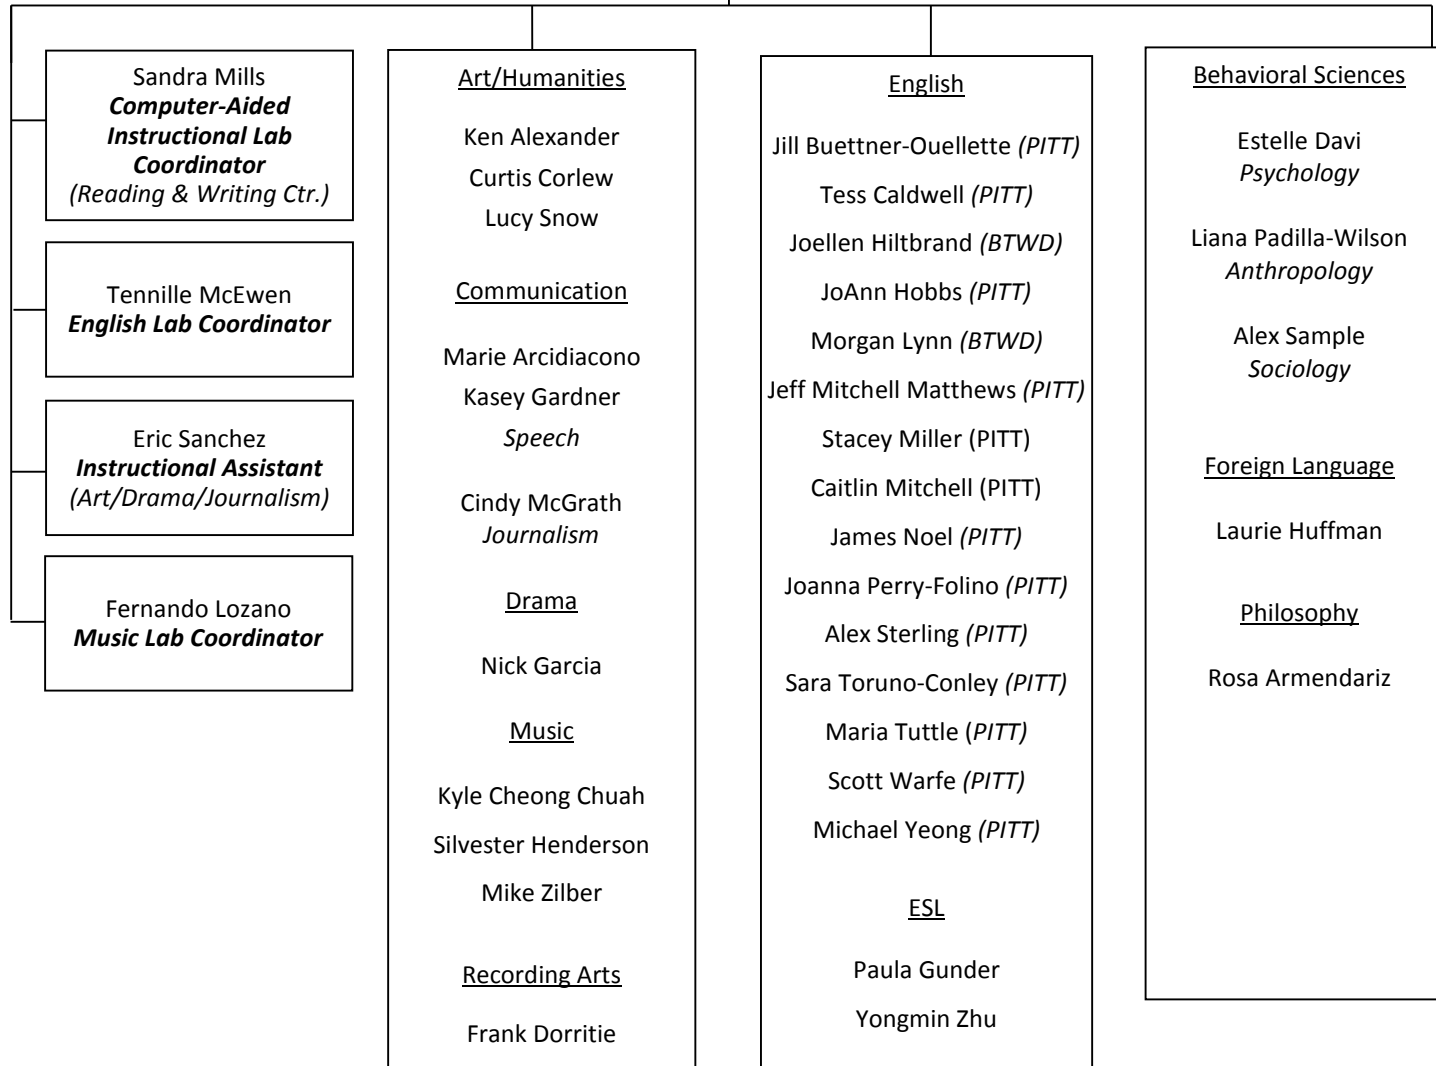 Sandra Mills
Computer-Aided
Instructional Lab
Coordinator
(Reading & Writing Ctr.)
Tennille McEwen
English Lab Coordinator
Eric Sanchez
Instructional Assistant
(Art/Drama/Journalism)
Fernando Lozano
Music Lab Coordinator
Art/Humanities
Ken Alexander
Curtis Corlew
Lucy Snow
Communication
Marie Arcidiacono
Kasey Gardner
Speech
Cindy McGrath
Journalism
Drama
Nick Garcia
Music
Kyle Cheong Chuah
Silvester Henderson
Mike Zilber
Recording Arts
Frank Dorritie
English
Jill Buettner-Ouellette (PITT)
Tess Caldwell (PITT)
Joellen Hiltbrand (BTWD)
JoAnn Hobbs (PITT)
Morgan Lynn (BTWD)
Jeff Mitchell Matthews (PITT)
Stacey Miller (PITT)
Caitlin Mitchell (PITT)
James Noel (PITT)
Joanna Perry-Folino (PITT)
Alex Sterling (PITT)
Sara Toruno-Conley (PITT)
Maria Tuttle (PITT)
Scott Warfe (PITT)
Michael Yeong (PITT)
ESL
Paula Gunder
Yongmin Zhu
Behavioral Sciences
Estelle Davi
Psychology
Liana Padilla-Wilson
Anthropology
Alex Sample
Sociology
Foreign Language
Laurie Huffman
Philosophy
Rosa Armendariz